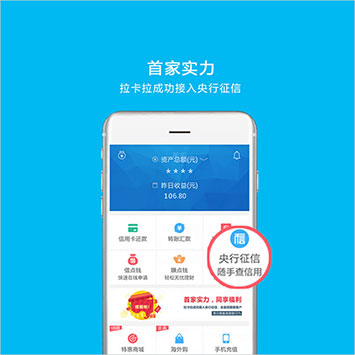 首家实力
拉卡拉成功接入央行征信
资产总额(元)
★★★★
昨日收益(元)
106.80
信用卡还款
转账汇款
信
央行征信
随手查信用
借点钱
快速在线申请
赚点钱
轻松无忧理财
首家实力,同享福利
特惠商城
海外购
手机充值